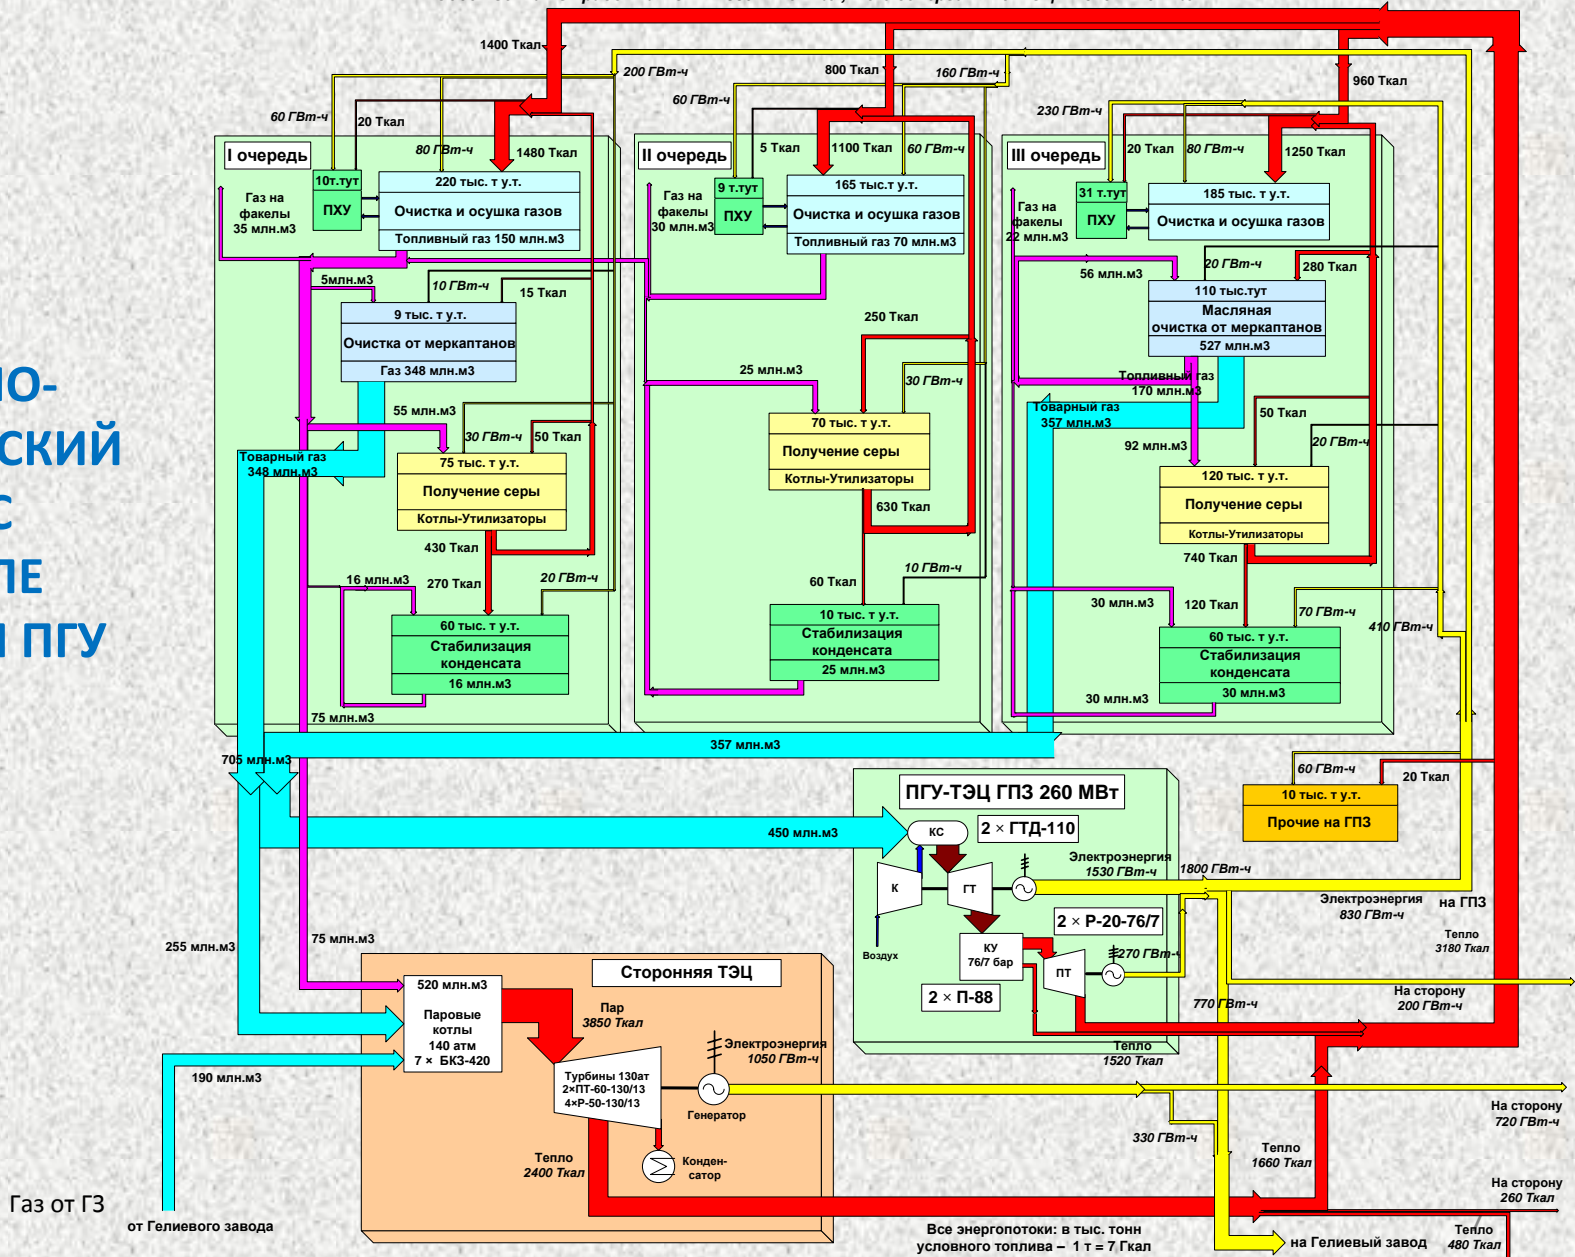 1400 Ткал
800 Ткал
160 ГВт-ч
960 Ткал
200 ГВт-ч
60 ГВт-ч
20 Ткал
60 ГВт-ч
230 ГВт-ч
I очередь
80 ГВт-ч
1480 Ткал
II очередь
5 Ткал
1100 Ткал
60 ГВт-ч
III очередь
20 Ткал
80 ГВт-ч
1250 Ткал
10т.тут
ПХУ
220 тыс. т у.т.
Очистка и осушка газов
Топливный газ 150 млн.м3
Газ на
факелы
35 млн.м3
9 т.тут
ПХУ
165 тыс.т у.т.
Очистка и осушка газов
Топливный газ 70 млн.м3
Газ на
факелы
30 млн.м3
31 т.тут
ПХУ
185 тыс. т у.т.
Очистка и осушка газов
Газ на
факелы
22 млн.м3
5млн.м3
10 ГВт-ч
15 Ткал
56 млн.м3
20 ГВт-ч
280 Ткал
9 тыс. т у.т.
Очистка от меркаптанов
Газ 348 млн.м3
250 Ткал
110 тыс.тут
Масляная
очистка от меркаптанов
527 млн.м3
25 млн.м3
30 ГВт-ч
Топливный газ
170 млн.м3
СКИЙ
С
ПГУ
55 млн.м3
30 ГВт-ч
50 Ткал
Товарный газ
348 млн.м3
Товарный газ
357 млн.м3
50 Ткал
20 ГВт-ч
92 млн.м3
75 тыс. т у.т.
Получение серы
Котлы-Утилизаторы
70 тыс. т у.т.
Получение серы
Котлы-Утилизаторы
120 тыс. т у.т.
Получение серы
Котлы-Утилизаторы
430 Ткал
630 Ткал
740 Ткал
16 млн.м3
270 Ткал
20 ГВт-ч
60 Ткал
10 ГВт-ч
30 млн.м3
120 Ткал
70 ГВт-ч
410 ГВт-ч
60 тыс. т у.т.
Стабилизация
конденсата
16 млн.м3
10 тыс. т у.т.
Стабилизация
конденсата
25 млн.м3
60 тыс. т у.т.
Стабилизация
конденсата
30 млн.м3
75 млн.м3
30 млн.м3
705 млн.м3
357 млн.м3
60 ГВт-ч
20 Ткал
10 тыс. т у.т.
Прочие на ГПЗ
ПГУ-ТЭЦ ГПЗ 260 МВт
450 млн.м3
КС
2 × ГТД-110
К
ГТ
Электроэнергия
1530 ГВт-ч
1800 ГВт-ч
Электроэнергия
830 ГВт-ч
на ГПЗ
2 × Р-20-76/7
Воздух
КУ
76/7 бар
ПТ
270 ГВт-ч
2 × П-88
Тепло
3180 Ткал
На сторону
200 ГВт-ч
770 ГВт-ч
Тепло
1520 Ткал
255 млн.м3
75 млн.м3
Сторонняя ТЭЦ
520 млн.м3
Паровые
котлы
140 атм
7 × БКЗ-420
Пар
3850 Ткал
Электроэнергия
1050 ГВт-ч
190 млн.м3
Турбины 130ат
2×ПТ-60-130/13
4×Р-50-130/13
Генератор
На сторону
720 ГВт-ч
330 ГВт-ч
Тепло
2400 Ткал
Конден-
сатор
Тепло
1660 Ткал
На сторону
260 Ткал
Газ от ГЗ
от Гелиевого завода
Все энергопотоки: в тыс. тонн
условного топлива – 1 т = 7 Гкал
на Гелиевый завод
Тепло
480 Ткал